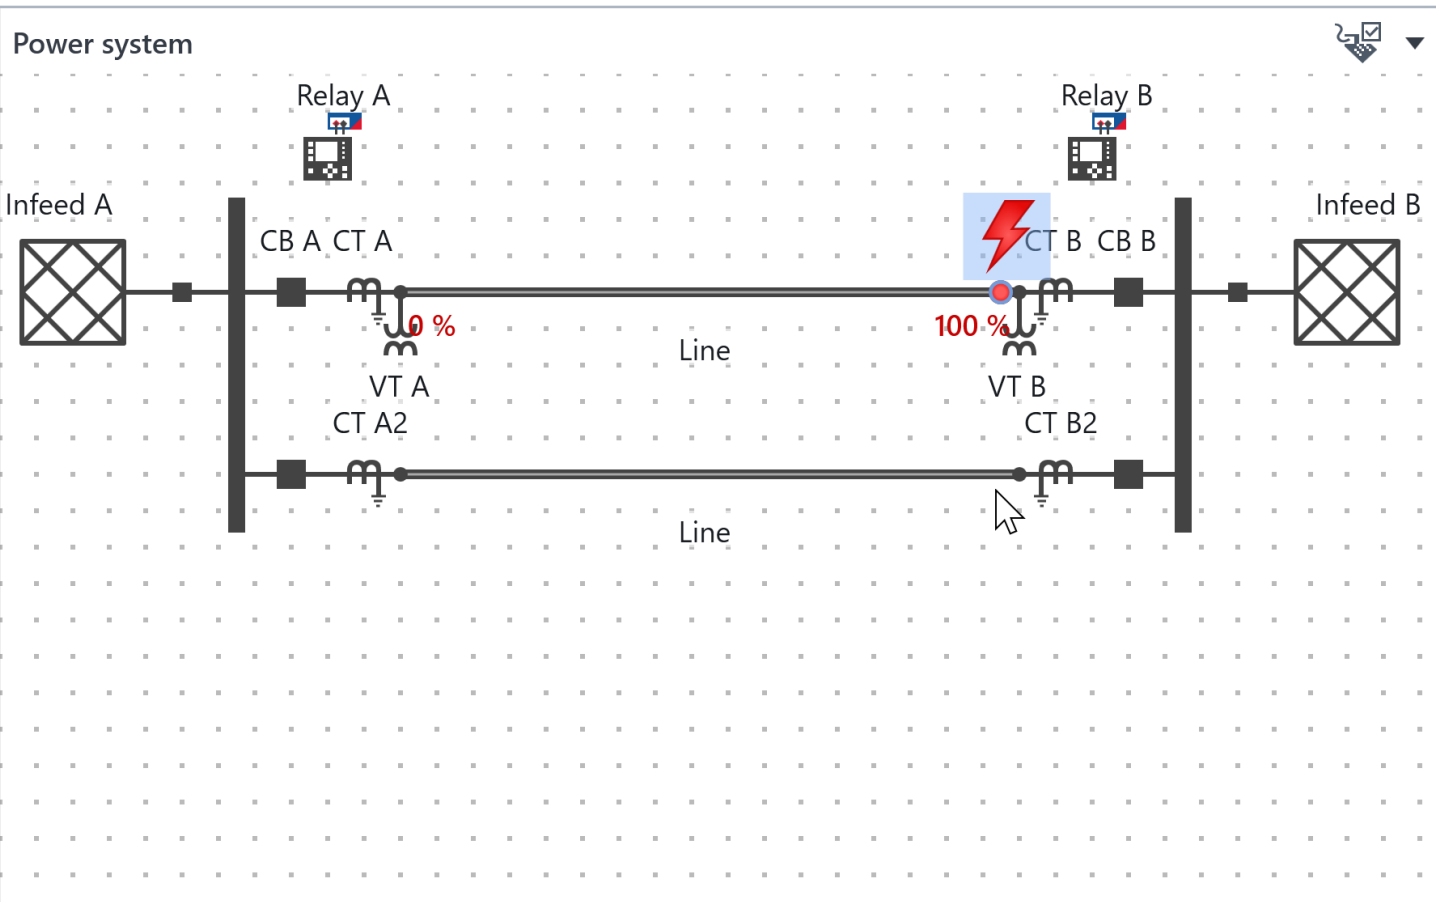 Power system
Relay A
Relay B
Infeed A
Infeed B
CB A CT A
CT B CB B
0 %
100 %
Line
VT A
VT B
CT A2
CT B2
Line